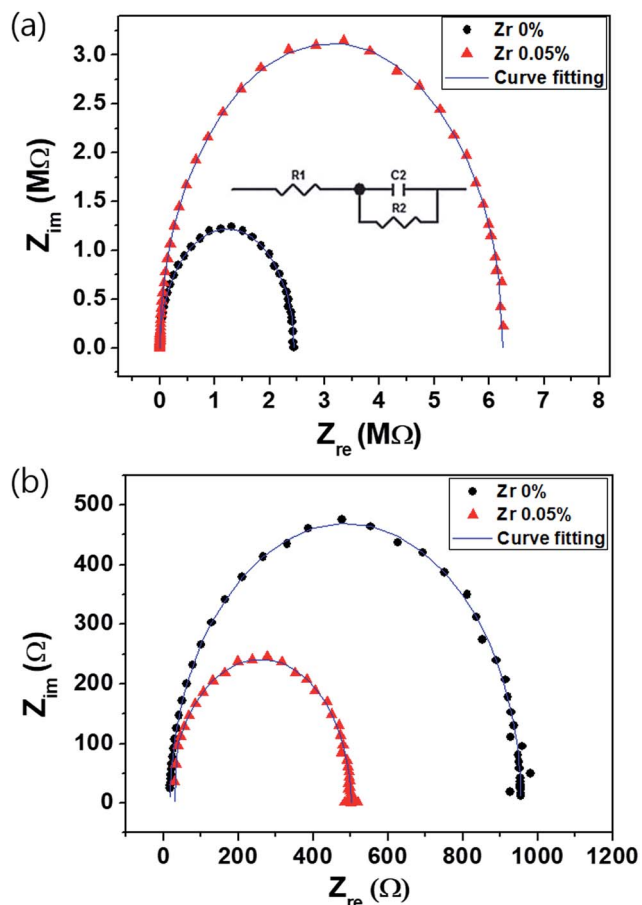 (a)
Zr 0%
Zr 0.05%
Curve fitting
3.5
3.0
2.5
2.0
1.5
1.0
0.5
0.0
Zim (MΩ)
R1
C2
R2
0 1 2 3 4 5 6 7 8
Zre (MΩ)
(b)
Zr 0%
Zr 0.05%
Curve fitting
500
400
300
200
100
0
Zim (Ω)
0 200 400 600 800 1000 1200
Zre (Ω)